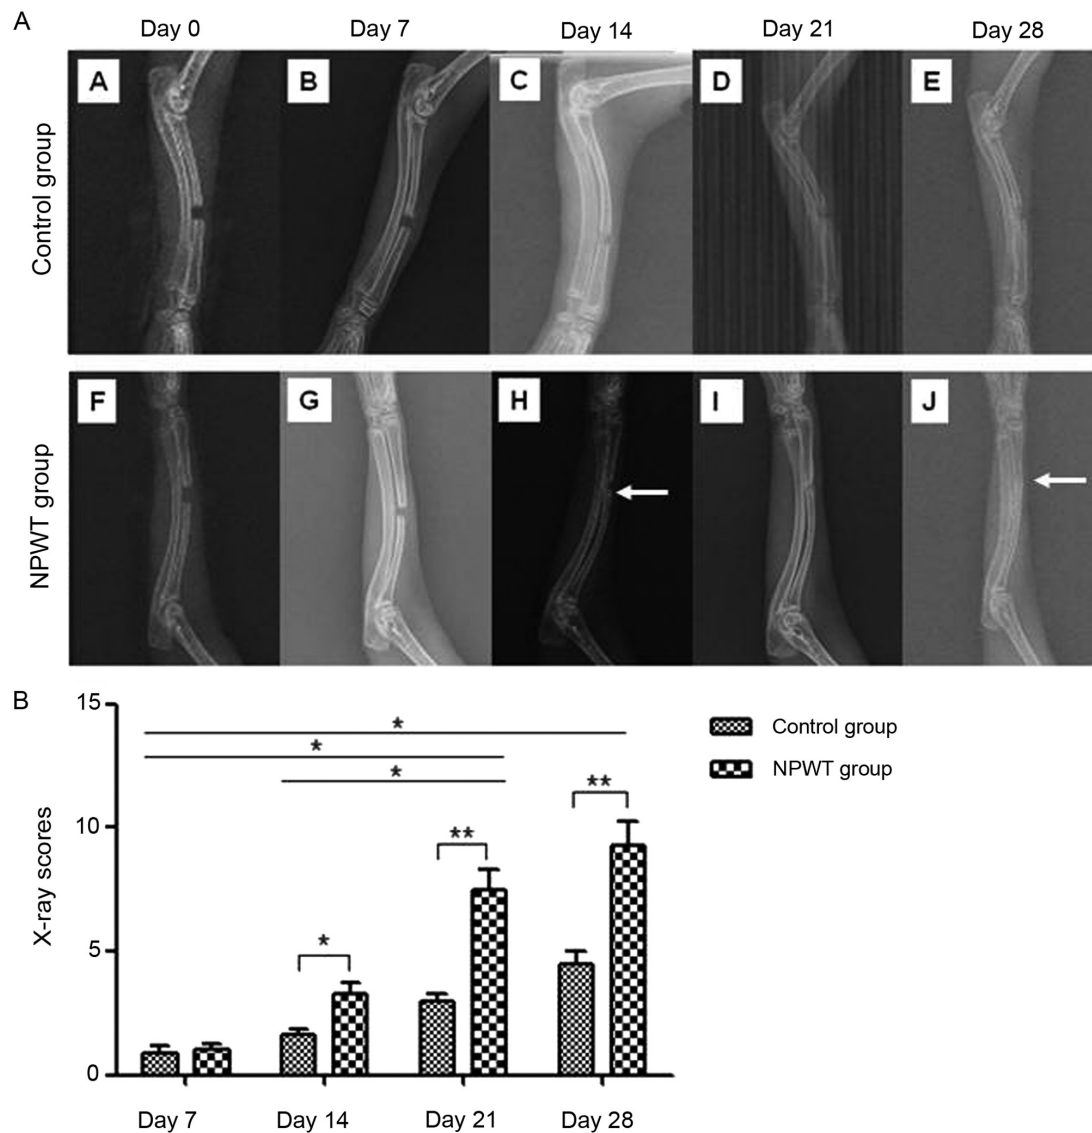 A
Day 0 Day 7 Day 14 Day 21 Day 28
Control group
A B C D E
NPWT group
F G H I J
B
X-ray scores
15
10
5
0
*
*
*
**
**
*
Control group
NPWT group
Day 7 Day 14 Day 21 Day 28